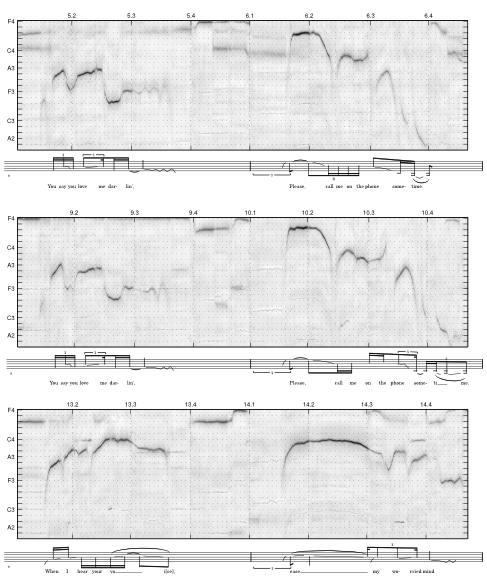 5.2 5.3 5.4 6.1 6.2 6.3 6.4
F4
C4
A3
F3
C3
A2
You say you love me dar- lin', Please, call me on the phone some- time
9.2 9.3 9.4 10.1 10.2 10.3 10.4
F4
C4
A3
F3
C3
A2
You say you love me dar- lin', Please, call me on the phone some- ti me.
13.2 13.3 13.4 14.1 14.2 14.3 14.4
F4
C4
A3
F3
C3
A2
When I hear your vo (ice), ease my wo- rried mind